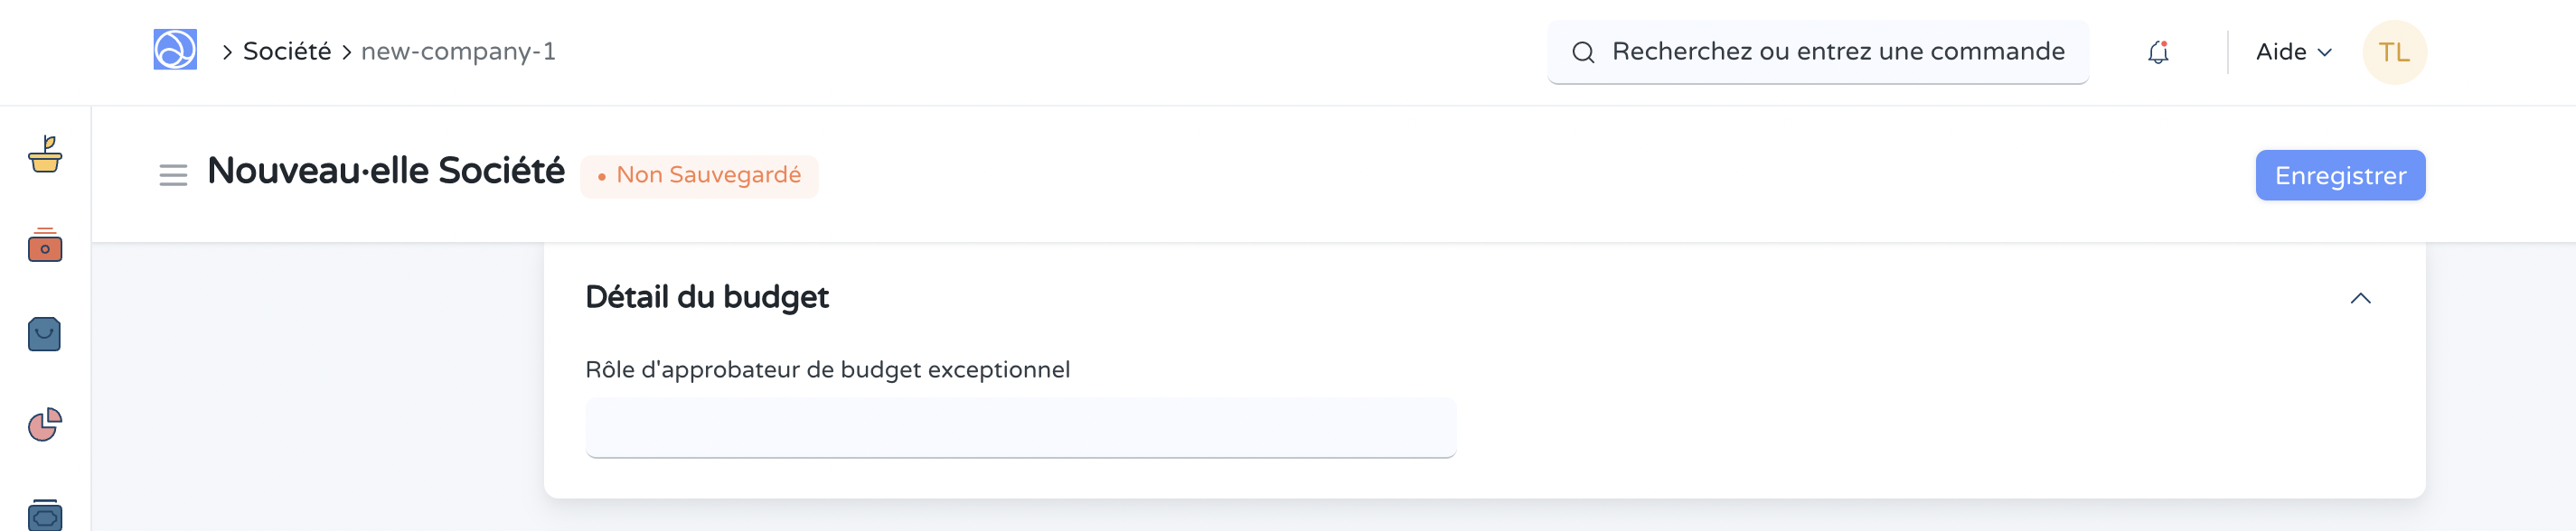 Société
new-company-1
Recherchez ou entrez une commande
Aide
TL
Nouveau·elle Société
Non Sauvegardé
Enregistrer
Détail du budget
Rôle d'approbateur de budget exceptionnel